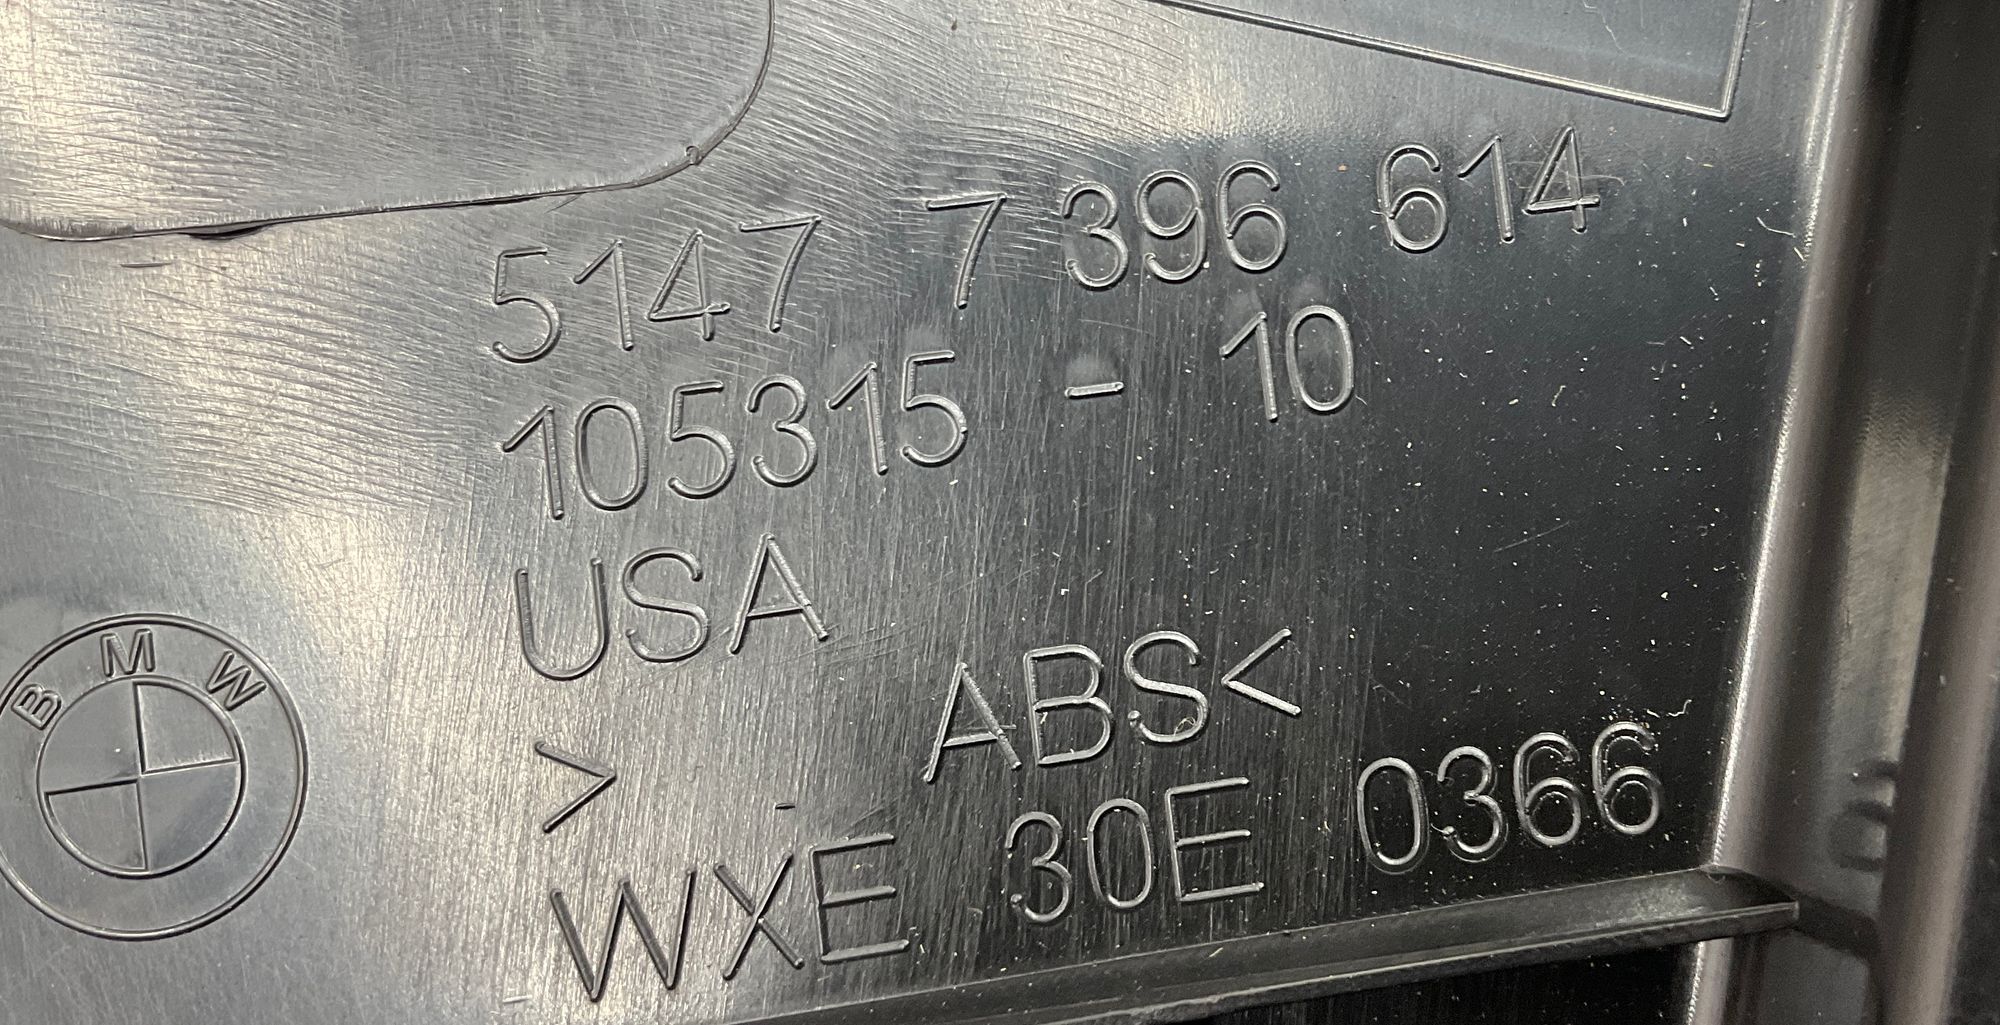 5147 7 396 614
105315 - 10
USA
> ABS<
WXE 30E 0366
BMW